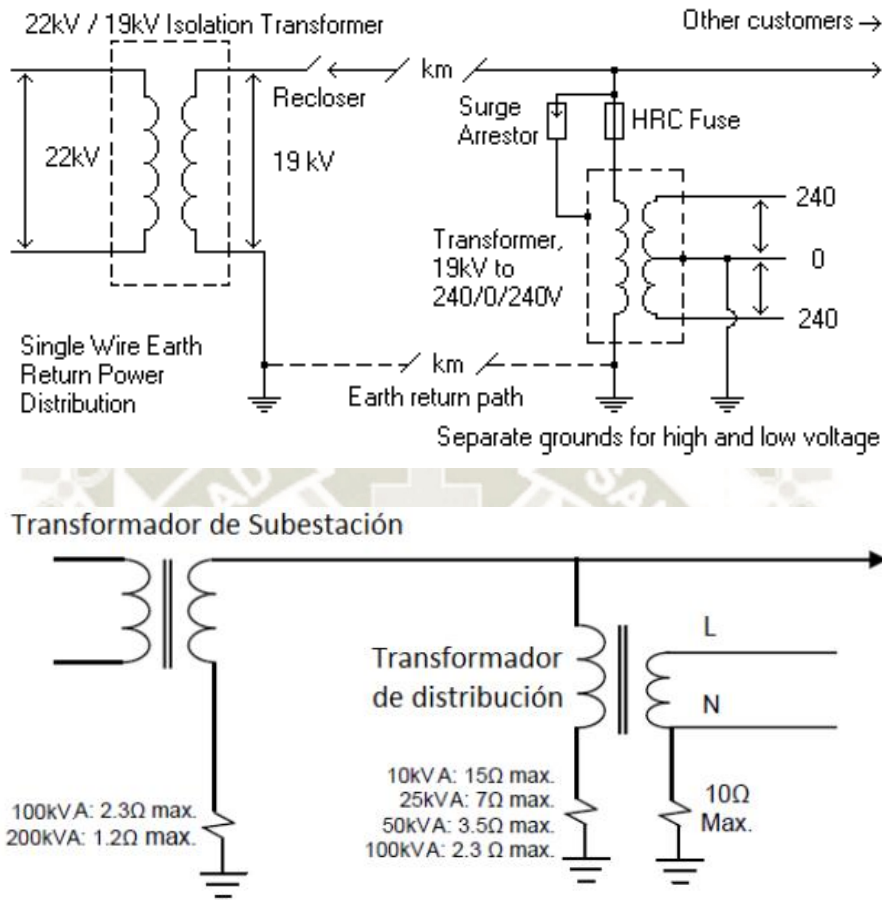 22kV / 19kV Isolation Transformer
Other customers
km
Recloser
Surge
Arrestor
HRC Fuse
22kV
19 kV
240
Transformer,
19kV to
240/0/240V
0
240
Single Wire Earth
Return Power
Distribution
km
Earth return path
Separate grounds for high and low voltage
AD
SA
Transformador de Subestación
L
Transformador
de distribución
N
10kVA: 15Ω max.
25kVA: 7Ω max.
50kVA: 3.5Ω max.
100kVA: 2.3 Ω max.
10Ω
Max.
100kVA: 2.3Ω max.
200kVA: 1.2Ω max.